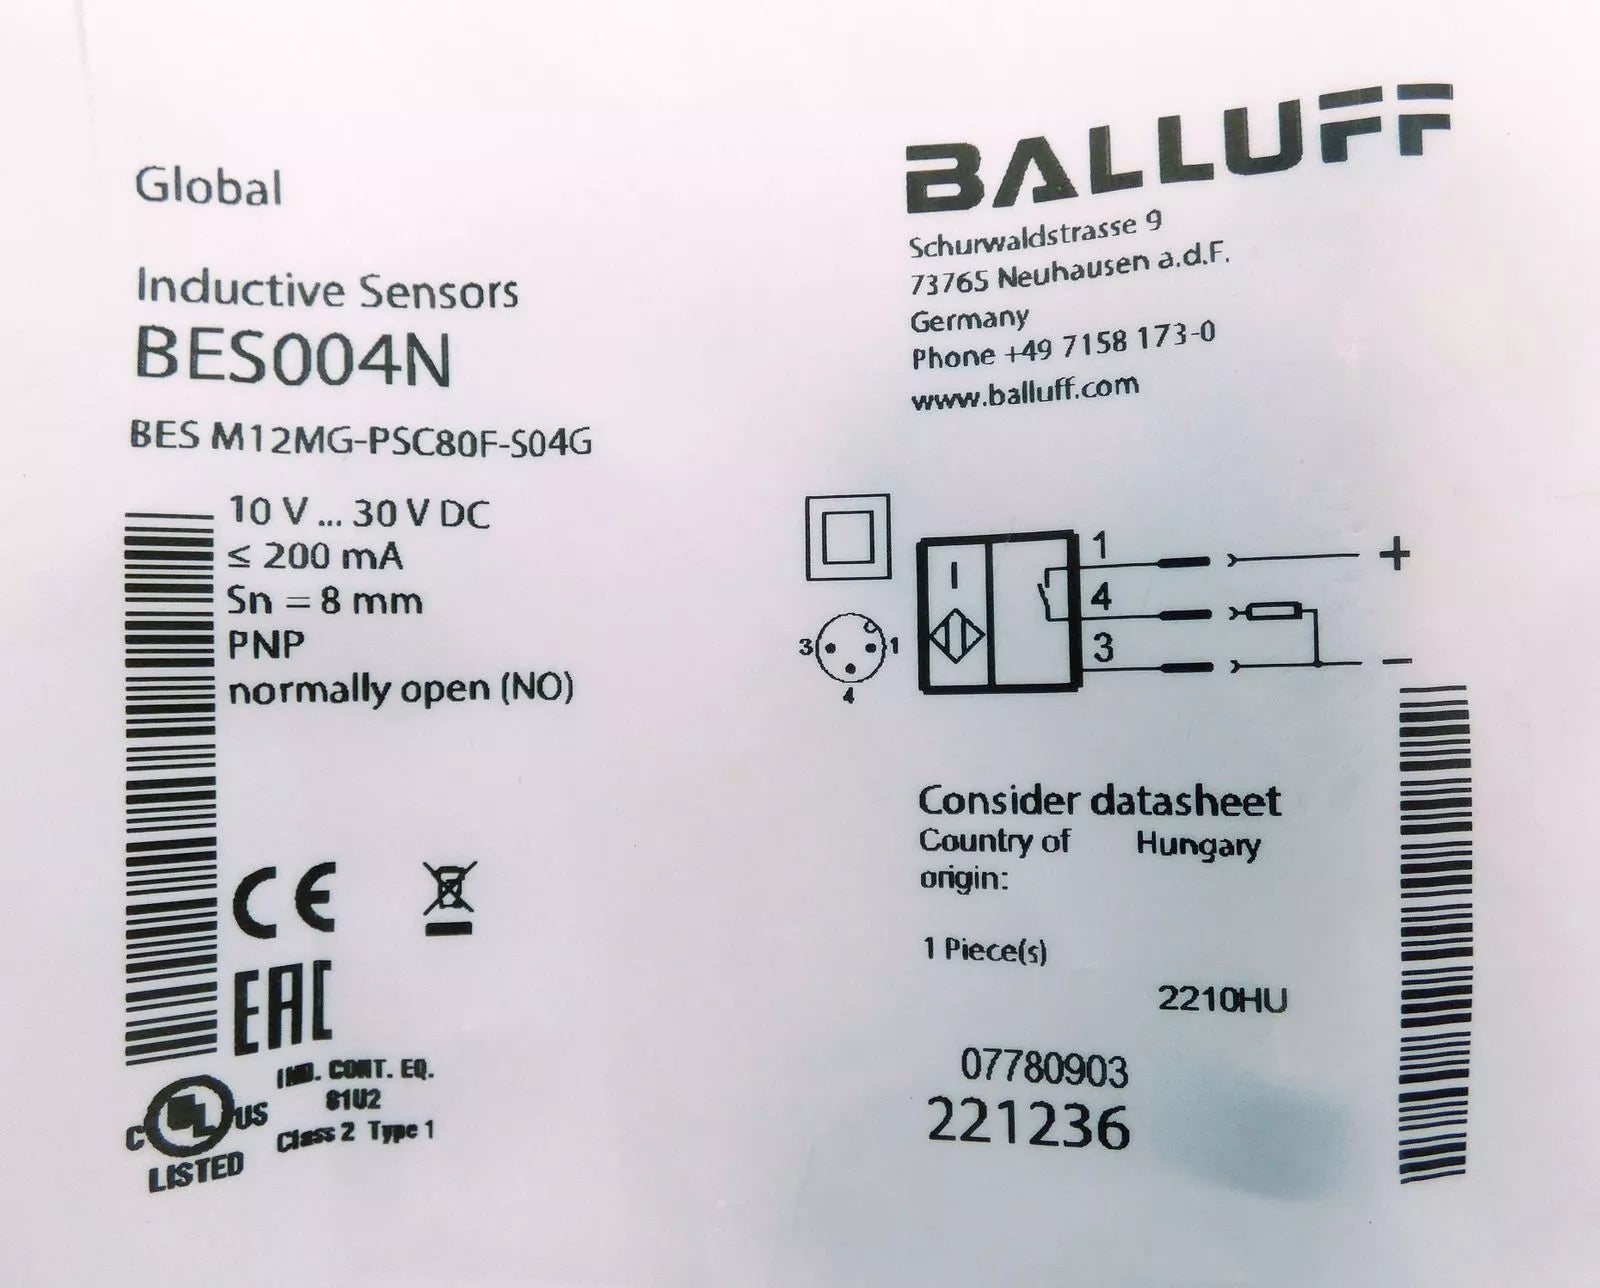 Global
Inductive Sensors
BES004N
BES M12MG-PSC80F-S04G
10 V ... 30 V DC
≤ 200 mA
Sn = 8 mm
PNP
normally open (NO)
CE
EAC
C UL US
LISTED
IND. CONT. EQ.
81U2
Class 2 Type 1
BALLUFF
Schurwaldstrasse 9
73765 Neuhausen a.d.F.
Germany
Phone +49 7158 173-0
www.balluff.com
1 +
4
3 −
3 1
4
Consider datasheet
Country of Hungary
origin:
1 Piece(s)
2210HU
07780903
221236